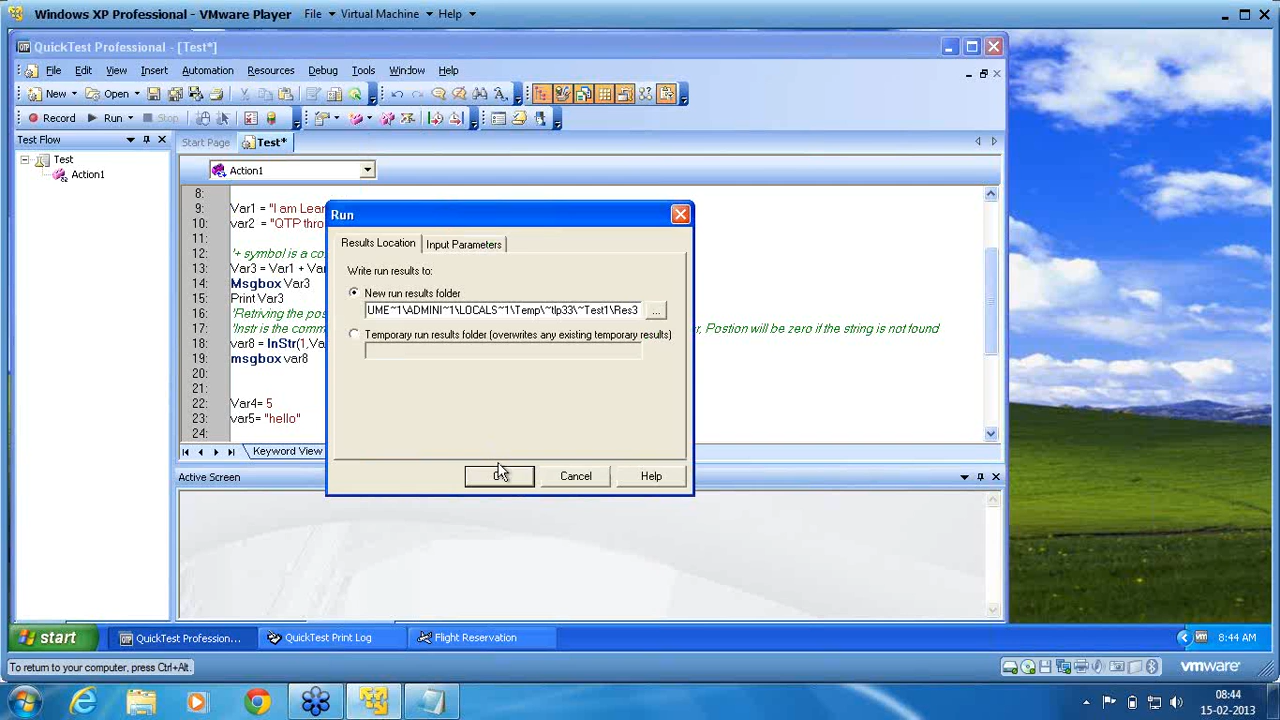 Windows XP Professional - VMware Player File Virtual Machine Help
QuickTest Professional - [Test*]
File Edit View Insert Automation Resources Debug Tools Window Help
New Open
Record Run Stop
Test Flow
Start Page Test*
Test
Action1
Action1
8:
9: Var1 = "I am Lear
10: var2 = "QTP thro
11:
12: '+ symbol is a co
13: Var3 = Var1 + Var
14: Msgbox Var3
15: Print Var3
16: 'Retriving the pos
17: 'Instr is the comm r, Postion will be zero if the string is not found
18: var8 = InStr(1,Va
19: msgbox var8
20:
21:
22: Var4= 5
23: var5= "hello"
24:
Keyword View
Run
Results Location Input Parameters
Write run results to:
New run results folder
UME~1\ADMINI~1\LOCALS~1\Temp\~tlp33\~Test1\Res3 ...
Temporary run results folder (overwrites any existing temporary results)
Cancel Help
Active Screen
start QuickTest Profession... QuickTest Print Log Flight Reservation 8:44 AM
To return to your computer, press Ctrl+Alt. vmware
08:44
15-02-2013